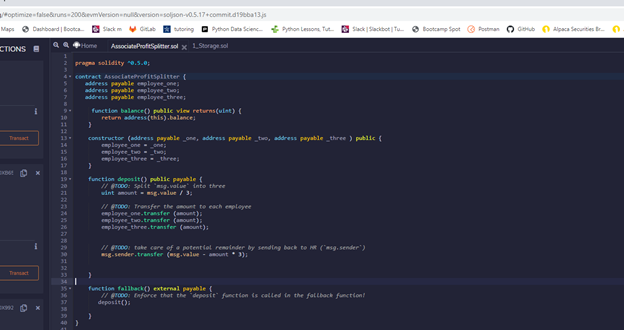 g/#optimize=false&runs=200&evmVersion=null&version=soljson-v0.5.17+commit.d19bba13.js
Maps Dashboard | Bootca... Slack m GitLab bootcamp tutoring Python Data Scienc... Python Lessons, Tut... Slack | Slackbot | Tu... Bootcamp Spot Postman GitHub Alpaca Securities Br... Alpa
CTIONS Home AssociateProfitSplitter.sol 1_Storage.sol
1
2 pragma solidity ^0.5.0;
3
4 contract AssociateProfitSplitter {
5 address payable employee_one;
6 address payable employee_two;
7 address payable employee_three;
8
9 function balance() public view returns(uint) {
10 return address(this).balance;
11 }
12
13 constructor (address payable _one, address payable _two, address payable _three ) public {
14 employee_one = _one;
15 employee_two = _two;
16 employee_three = _three;
17 }
18
19 function deposit() public payable {
20 // @TODO: Split `msg.value` into three
21 uint amount = msg.value / 3;
22
23 // @TODO: Transfer the amount to each employee
24 employee_one.transfer (amount);
25 employee_two.transfer (amount);
26 employee_three.transfer (amount);
27
28
29 // @TODO: take care of a potential remainder by sending back to HR (`msg.sender`)
30 msg.sender.transfer (msg.value - amount * 3);
31
32
33 }
34
35 function fallback() external payable {
36 // @TODO: Enforce that the `deposit` function is called in the fallback function!
37 deposit();
38
39 }
40 }
Transact
Transact